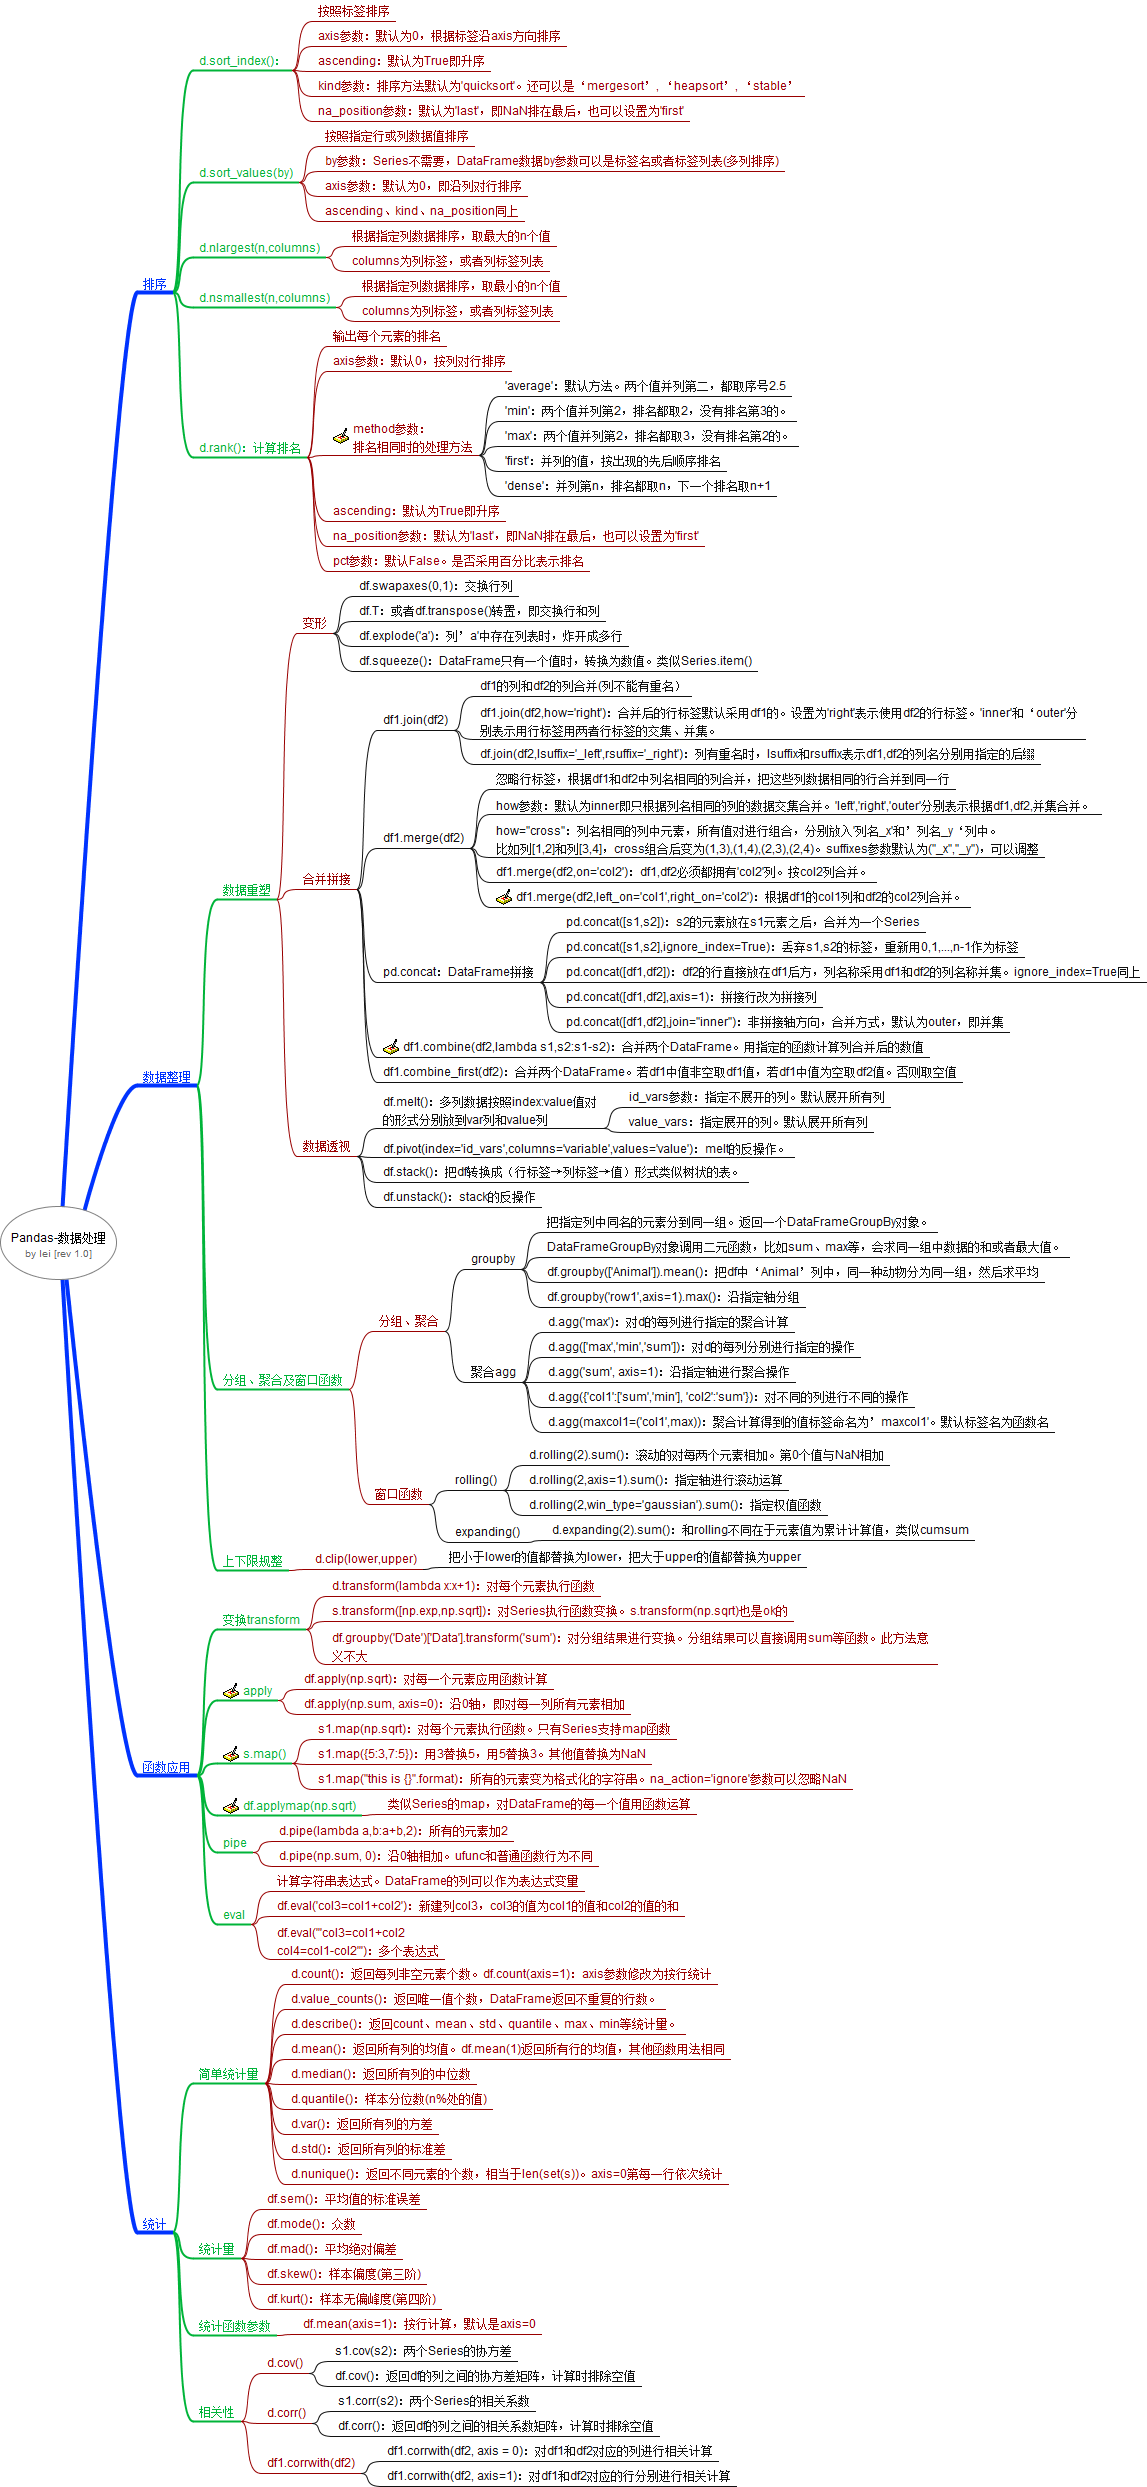 Pandas-数据处理
by lei [rev 1.0]
排序
d.sort_index()：
按照标签排序
axis参数：默认为0，根据标签沿axis方向排序
ascending：默认为True即升序
kind参数：排序方法默认为'quicksort'。还可以是‘mergesort’，‘heapsort’，‘stable’
na_position参数：默认为'last'，即NaN排在最后，也可以设置为'first'
d.sort_values(by)
按照指定行或列数据值排序
by参数：Series不需要，DataFrame数据by参数可以是标签名或者标签列表(多列排序)
axis参数：默认为0，即沿列对行排序
ascending、kind、na_position同上
d.nlargest(n,columns)
根据指定列数据排序，取最大的n个值
columns为列标签，或者列标签列表
d.nsmallest(n,columns)
根据指定列数据排序，取最小的n个值
columns为列标签，或者列标签列表
d.rank()：计算排名
输出每个元素的排名
axis参数：默认0，按列对行排序
method参数：
排名相同时的处理方法
'average'：默认方法。两个值并列第二，都取序号2.5
'min'：两个值并列第2，排名都取2，没有排名第3的。
'max'：两个值并列第2，排名都取3，没有排名第2的。
'first'：并列的值，按出现的先后顺序排名
'dense'：并列第n，排名都取n，下一个排名取n+1
ascending：默认为True即升序
na_position参数：默认为'last'，即NaN排在最后，也可以设置为'first'
pct参数：默认False。是否采用百分比表示排名
数据整理
数据重塑
变形
df.swapaxes(0,1)：交换行列
df.T：或者df.transpose()转置，即交换行和列
df.explode('a')：列’a'中存在列表时，炸开成多行
df.squeeze()：DataFrame只有一个值时，转换为数值。类似Series.item()
合并拼接
df1.join(df2)
df1的列和df2的列合并(列不能有重名）
df1.join(df2,how='right')：合并后的行标签默认采用df1的。设置为'right'表示使用df2的行标签。'inner'和‘outer'分
别表示用行标签用两者行标签的交集、并集。
df.join(df2,lsuffix='_left',rsuffix='_right')：列有重名时，lsuffix和rsuffix表示df1,df2的列名分别用指定的后缀
df1.merge(df2)
忽略行标签，根据df1和df2中列名相同的列合并，把这些列数据相同的行合并到同一行
how参数：默认为inner即只根据列名相同的列的数据交集合并。'left','right','outer'分别表示根据df1,df2,并集合并。
how="cross"：列名相同的列中元素，所有值对进行组合，分别放入'列名_x'和’列名_y‘列中。
比如列[1,2]和列[3,4]，cross组合后变为(1,3),(1,4),(2,3),(2,4)。suffixes参数默认为("_x","_y")，可以调整
df1.merge(df2,on='col2')：df1,df2必须都拥有'col2'列。按col2列合并。
df1.merge(df2,left_on='col1',right_on='col2')：根据df1的col1列和df2的col2列合并。
pd.concat：DataFrame拼接
pd.concat([s1,s2])：s2的元素放在s1元素之后，合并为一个Series
pd.concat([s1,s2],ignore_index=True)：丢弃s1,s2的标签，重新用0,1,...,n-1作为标签
pd.concat([df1,df2])：df2的行直接放在df1后方，列名称采用df1和df2的列名称并集。ignore_index=True同上
pd.concat([df1,df2],axis=1)：拼接行改为拼接列
pd.concat([df1,df2],join="inner")：非拼接轴方向，合并方式，默认为outer，即并集
df1.combine(df2,lambda s1,s2:s1-s2)：合并两个DataFrame。用指定的函数计算列合并后的数值
df1.combine_first(df2)：合并两个DataFrame。若df1中值非空取df1值，若df1中值为空取df2值。否则取空值
数据透视
df.melt()：多列数据按照index:value值对
的形式分别放到var列和value列
id_vars参数：指定不展开的列。默认展开所有列
value_vars：指定展开的列。默认展开所有列
df.pivot(index='id_vars',columns='variable',values='value')：melt的反操作。
df.stack()：把df转换成（行标签→列标签→值）形式类似树状的表。
df.unstack()：stack的反操作
分组、聚合及窗口函数
分组、聚合
groupby
把指定列中同名的元素分到同一组。返回一个DataFrameGroupBy对象。
DataFrameGroupBy对象调用二元函数，比如sum、max等，会求同一组中数据的和或者最大值。
df.groupby(['Animal']).mean()：把df中‘Animal’列中，同一种动物分为同一组，然后求平均
df.groupby('row1',axis=1).max()：沿指定轴分组
聚合agg
d.agg('max')：对d的每列进行指定的聚合计算
d.agg(['max','min','sum'])：对d的每列分别进行指定的操作
d.agg('sum', axis=1)：沿指定轴进行聚合操作
d.agg({'col1':['sum','min'], 'col2':'sum'})：对不同的列进行不同的操作
d.agg(maxcol1=('col1',max))：聚合计算得到的值标签命名为’maxcol1'。默认标签名为函数名
窗口函数
rolling()
d.rolling(2).sum()：滚动的对每两个元素相加。第0个值与NaN相加
d.rolling(2,axis=1).sum()：指定轴进行滚动运算
d.rolling(2,win_type='gaussian').sum()：指定权值函数
expanding()
d.expanding(2).sum()：和rolling不同在于元素值为累计计算值，类似cumsum
上下限规整
d.clip(lower,upper)
把小于lower的值都替换为lower，把大于upper的值都替换为upper
函数应用
变换transform
d.transform(lambda x:x+1)：对每个元素执行函数
s.transform([np.exp,np.sqrt])：对Series执行函数变换。s.transform(np.sqrt)也是ok的
df.groupby('Date')['Data'].transform('sum')：对分组结果进行变换。分组结果可以直接调用sum等函数。此方法意
义不大
apply
df.apply(np.sqrt)：对每一个元素应用函数计算
df.apply(np.sum, axis=0)：沿0轴，即对每一列所有元素相加
s.map()
s1.map(np.sqrt)：对每个元素执行函数。只有Series支持map函数
s1.map({5:3,7:5})：用3替换5，用5替换3。其他值替换为NaN
s1.map("this is {}".format)：所有的元素变为格式化的字符串。na_action='ignore'参数可以忽略NaN
df.applymap(np.sqrt)
类似Series的map，对DataFrame的每一个值用函数运算
pipe
d.pipe(lambda a,b:a+b,2)：所有的元素加2
d.pipe(np.sum, 0)：沿0轴相加。ufunc和普通函数行为不同
eval
计算字符串表达式。DataFrame的列可以作为表达式变量
df.eval('col3=col1+col2')：新建列col3，col3的值为col1的值和col2的值的和
df.eval('''col3=col1+col2
col4=col1-col2''')：多个表达式
统计
简单统计量
d.count()：返回每列非空元素个数。df.count(axis=1)：axis参数修改为按行统计
d.value_counts()：返回唯一值个数，DataFrame返回不重复的行数。
d.describe()：返回count、mean、std、quantile、max、min等统计量。
d.mean()：返回所有列的均值。df.mean(1)返回所有行的均值，其他函数用法相同
d.median()：返回所有列的中位数
d.quantile()：样本分位数(n%处的值)
d.var()：返回所有列的方差
d.std()：返回所有列的标准差
d.nunique()：返回不同元素的个数，相当于len(set(s))。axis=0第每一行依次统计
统计量
df.sem()：平均值的标准误差
df.mode()：众数
df.mad()：平均绝对偏差
df.skew()：样本偏度(第三阶)
df.kurt()：样本无偏峰度(第四阶)
统计函数参数
df.mean(axis=1)：按行计算，默认是axis=0
相关性
d.cov()
s1.cov(s2)：两个Series的协方差
df.cov()：返回df的列之间的协方差矩阵，计算时排除空值
d.corr()
s1.corr(s2)：两个Series的相关系数
df.corr()：返回df的列之间的相关系数矩阵，计算时排除空值
df1.corrwith(df2)
df1.corrwith(df2, axis = 0)：对df1和df2对应的列进行相关计算
df1.corrwith(df2, axis=1)：对df1和df2对应的行分别进行相关计算